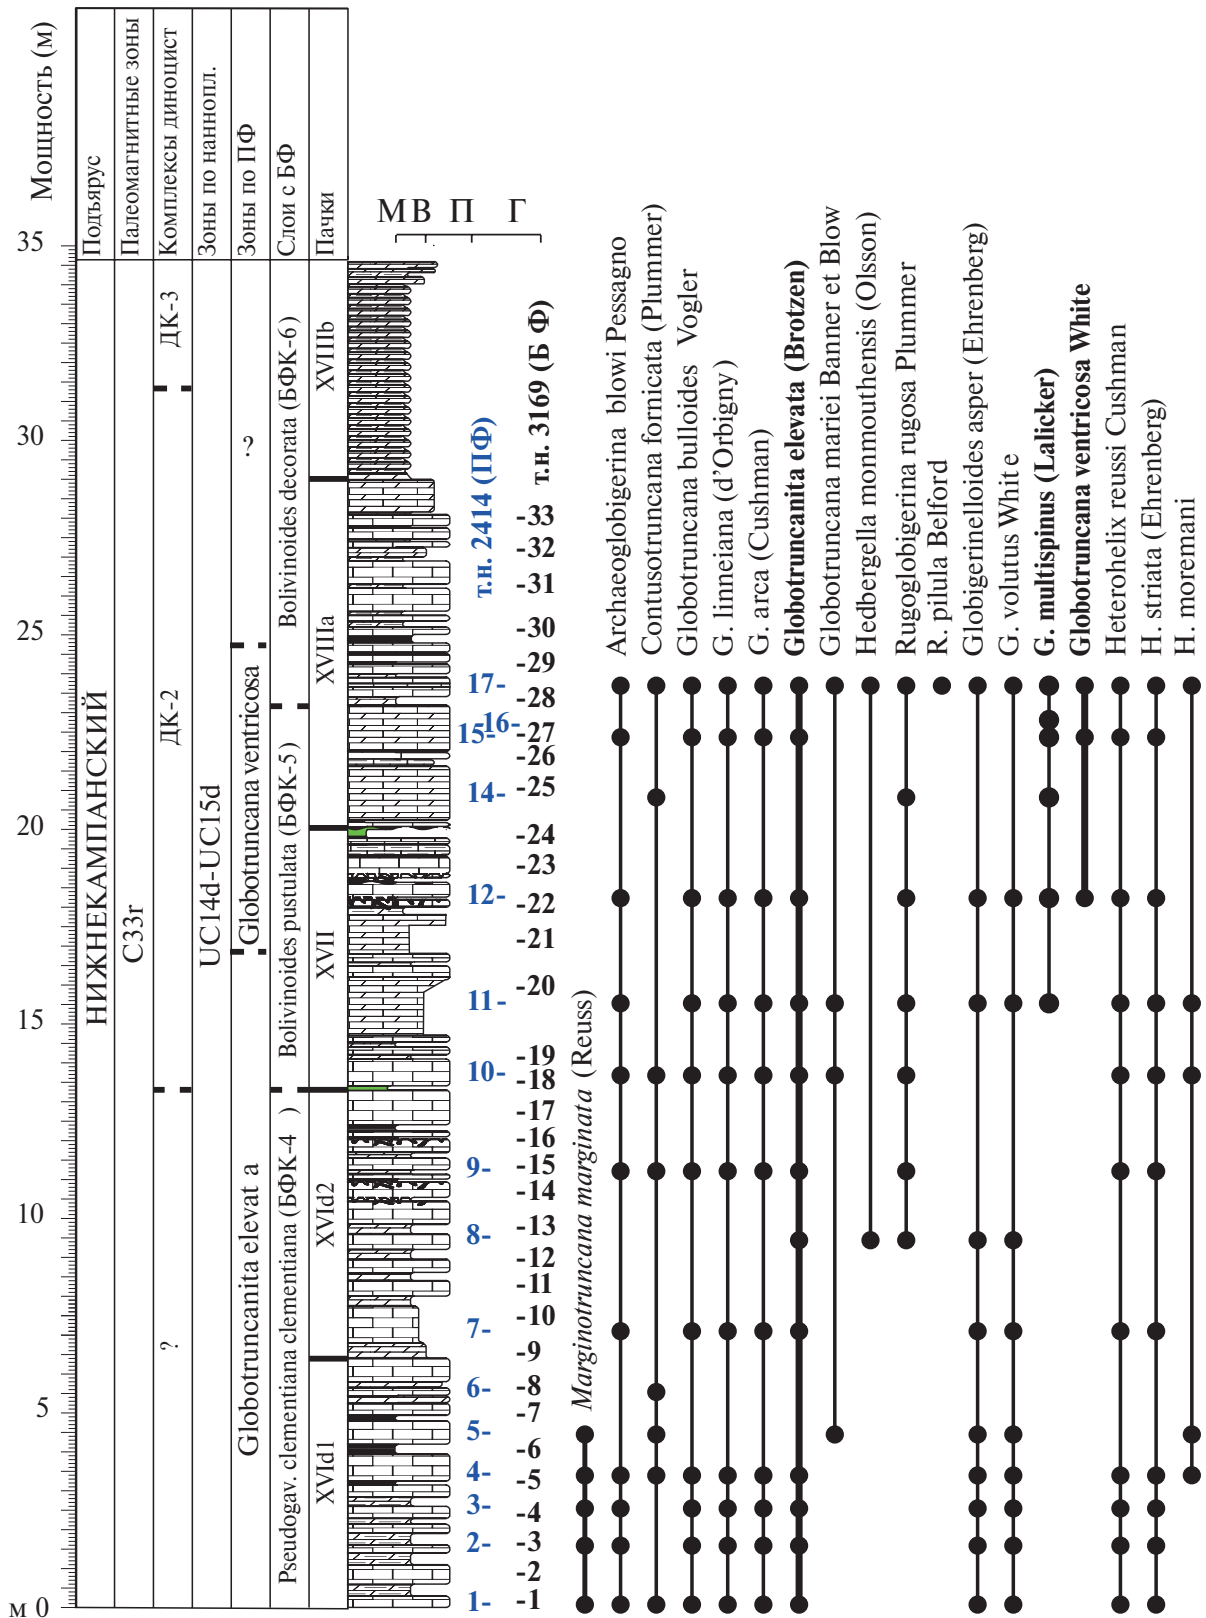 Мощность (м)
Подъярус
Палеомагнитные зоны
Комплексы диноцист
Зоны по наннопл.
Зоны по ПФ
Слои с БФ
Пачки
М В П Г
35
30
25
20
15
10
5
м 0
НИЖНЕКАМПАНСКИЙ
C33r
ДК-3
ДК-2
?
UC14d-UC15d
?
Globotruncana ventricosa
Globotruncanita elevat a
Bolivinoides decorata (БФК-6)
Bolivinoides pustulata (БФК-5)
Pseudogav. clementiana clementiana (БФК-4 )
XVIIIb
XVIIIa
XVII
XVId2
XVId1
т.н. 2414 (ПФ)
17-
16-
15-
14-
12-
11-
10-
9-
8-
7-
6-
5-
4-
3-
2-
1-
т.н. 3169 (Б Ф)
-33
-32
-31
-30
-29
-28
-27
-26
-25
-24
-23
-22
-21
-20
-19
-18
-17
-16
-15
-14
-13
-12
-11
-10
-9
-8
-7
-6
-5
-4
-3
-2
-1
Marginotruncana marginata (Reuss)
Archaeoglobigerina blowi Pessagno
Contusotruncana fornicata (Plummer)
Globotruncana bulloides Vogler
G. linneiana (d'Orbigny)
G. arca (Cushman)
Globotruncanita elevata (Brotzen)
Globotruncana mariei Banner et Blow
Hedbergella monmouthensis (Olsson)
Rugoglobigerina rugosa Plummer
R. pilula Belford
Globigerinelloides asper (Ehrenberg)
G. volutus White
G. multispinus (Lalicker)
Globotruncana ventricosa White
Heterohelix reussi Cushman
H. striata (Ehrenberg)
H. moremani